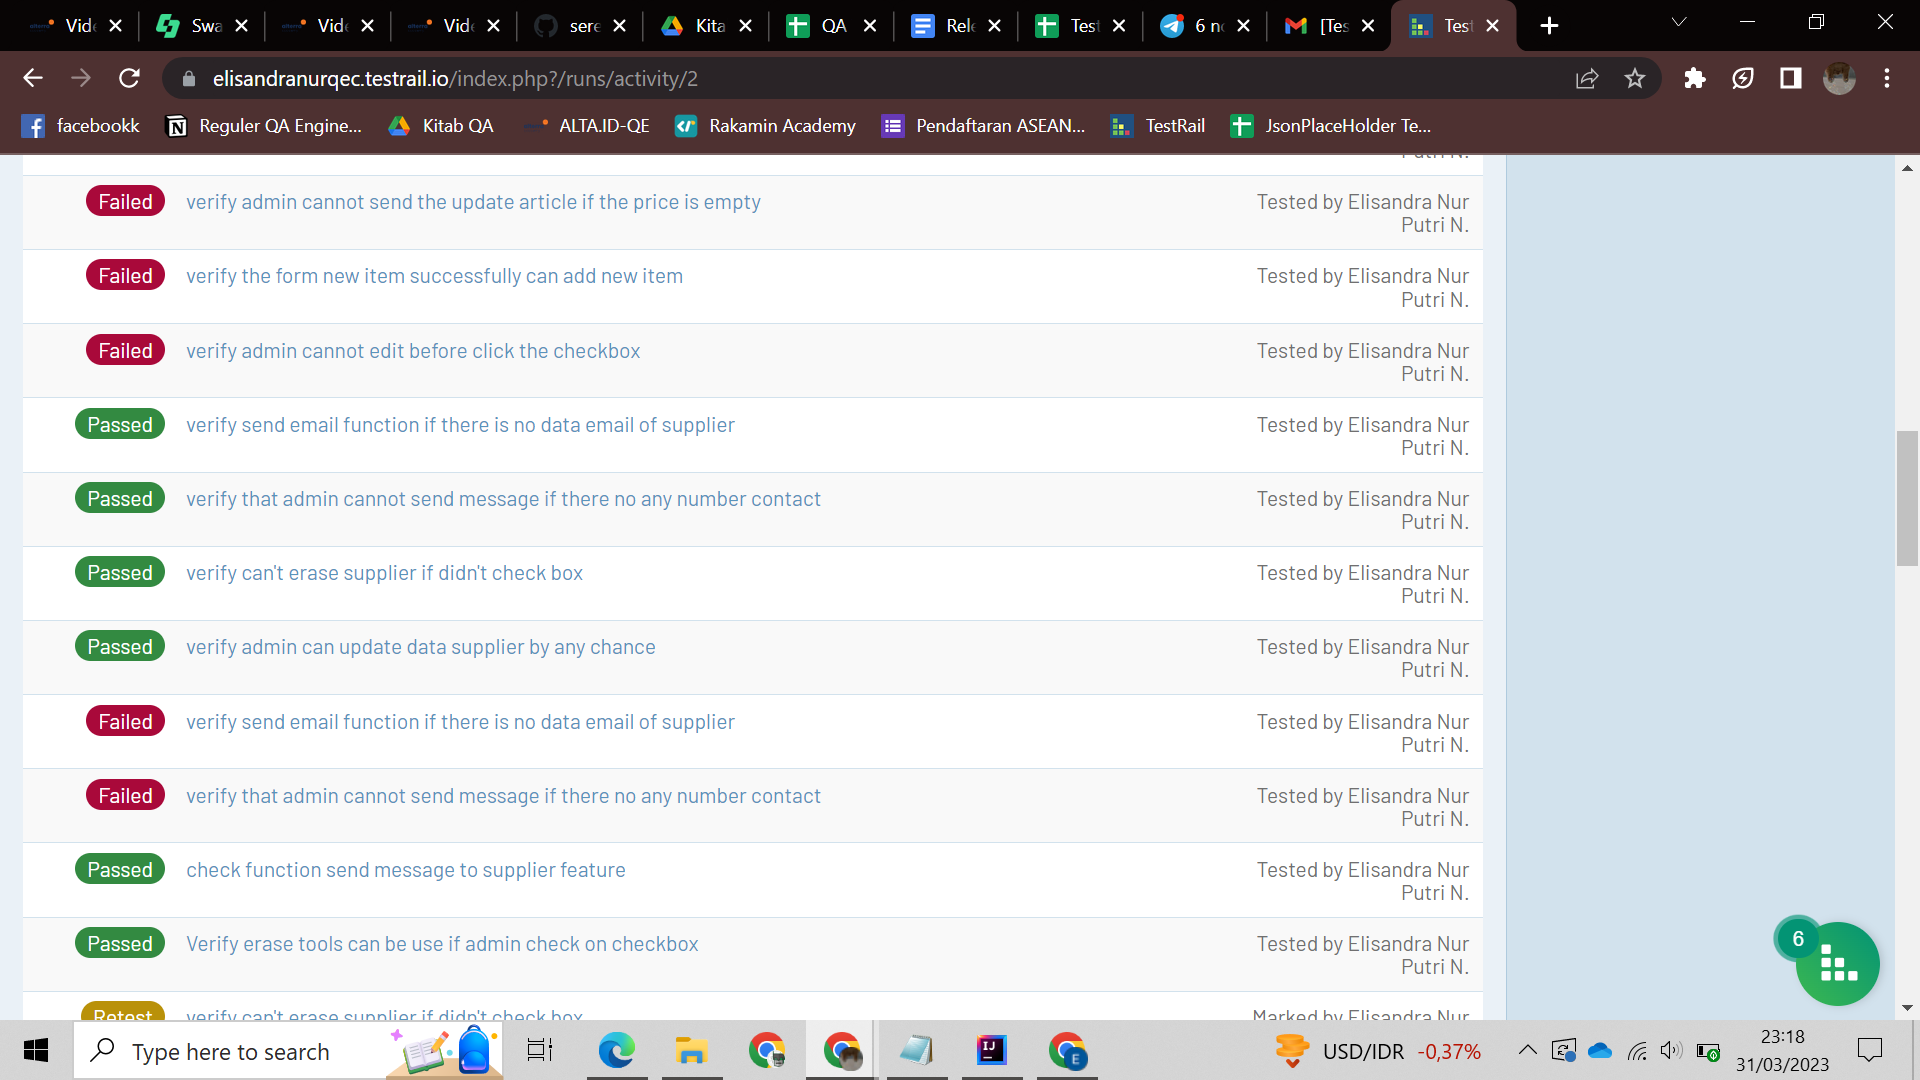 Vide
Swa
Vide
Vide
sere
Kita
QA
Rele
Test
6 no
[Tes
Test
elisandranurqec.testrail.io/index.php?/runs/activity/2
facebookk
Reguler QA Engine...
Kitab QA
ALTA.ID-QE
Rakamin Academy
Pendaftaran ASEAN...
TestRail
JsonPlaceHolder Te...
Putri N.
Failed verify admin cannot send the update article if the price is empty Tested by Elisandra Nur
Putri N.
Failed verify the form new item successfully can add new item Tested by Elisandra Nur
Putri N.
Failed verify admin cannot edit before click the checkbox Tested by Elisandra Nur
Putri N.
Passed verify send email function if there is no data email of supplier Tested by Elisandra Nur
Putri N.
Passed verify that admin cannot send message if there no any number contact Tested by Elisandra Nur
Putri N.
Passed verify can't erase supplier if didn't check box Tested by Elisandra Nur
Putri N.
Passed verify admin can update data supplier by any chance Tested by Elisandra Nur
Putri N.
Failed verify send email function if there is no data email of supplier Tested by Elisandra Nur
Putri N.
Failed verify that admin cannot send message if there no any number contact Tested by Elisandra Nur
Putri N.
Passed check function send message to supplier feature Tested by Elisandra Nur
Putri N.
Passed Verify erase tools can be use if admin check on checkbox Tested by Elisandra Nur
Putri N.
Retest verify can't erase supplier if didn't check box Marked by Elisandra Nur
6
Type here to search
USD/IDR -0,37%
23:18
31/03/2023